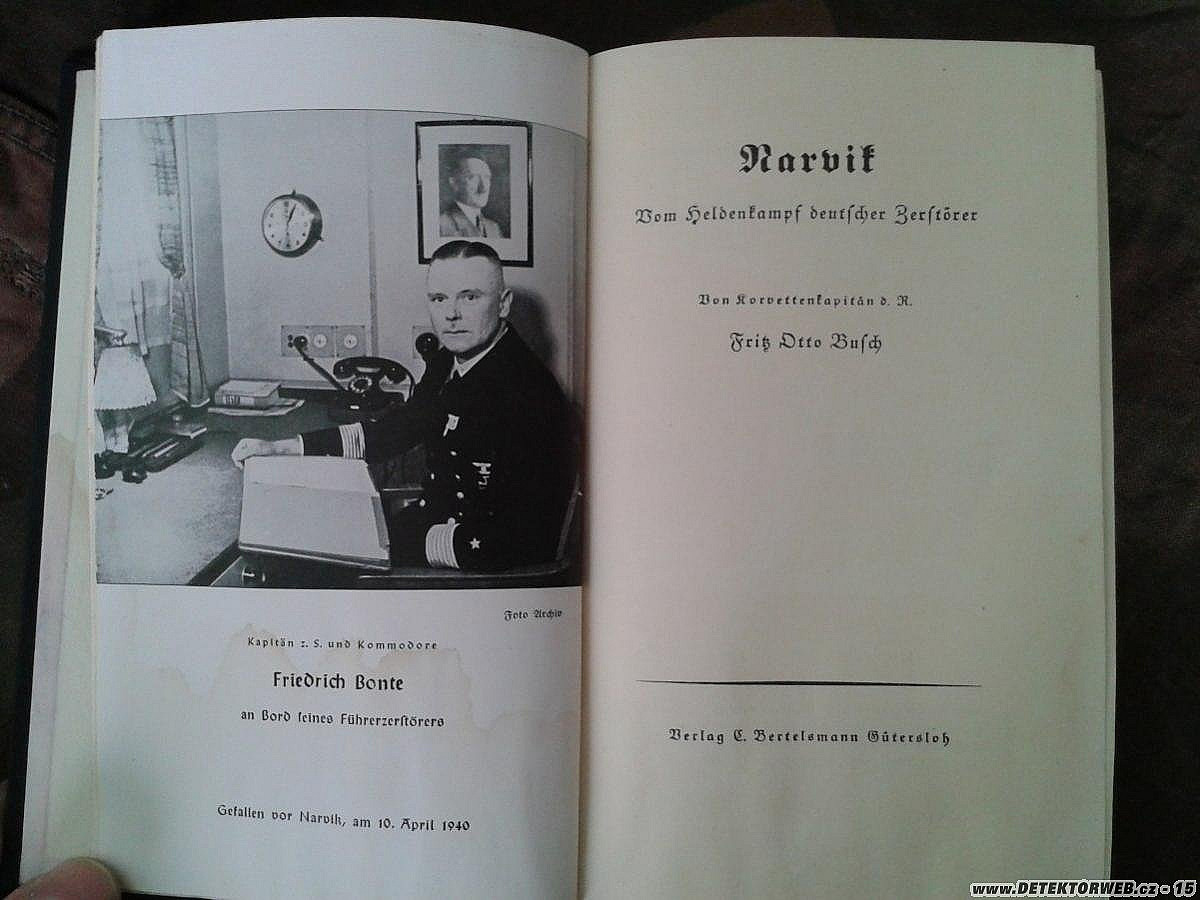 Foto Archiv
Kapitän z. S. und Kommodore
Friedrich Bonte
an Bord seines Führerzerstörers
Gefallen vor Narvik, am 10. April 1940
Narvik
Vom Heldenkampf deutscher Zerstörer
Von Korvettenkapitän d. R.
Fritz Otto Busch
Verlag C. Bertelsmann Gütersloh
www.DETEKTORWEB.cz - 15